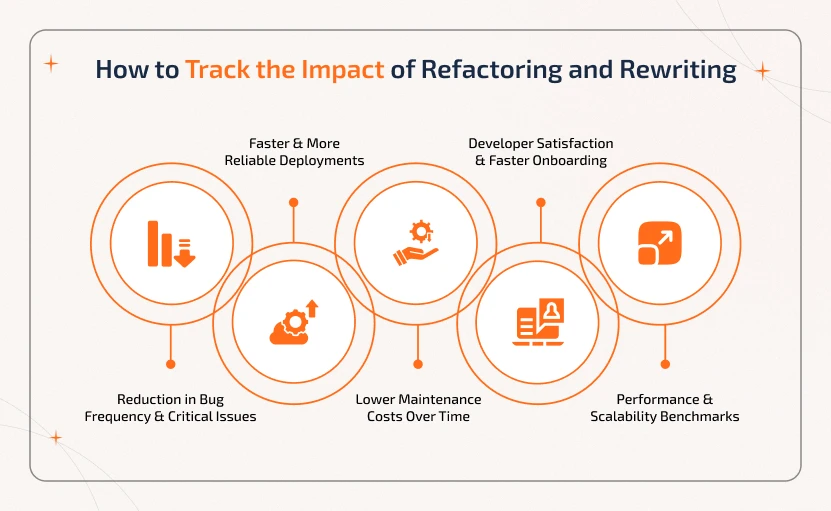 How to Track the Impact of Refactoring and Rewriting
Faster & More
Reliable Deployments
Developer Satisfaction
& Faster Onboarding
Reduction in Bug
Frequency & Critical Issues
Lower Maintenance
Costs Over Time
Performance &
Scalability Benchmarks